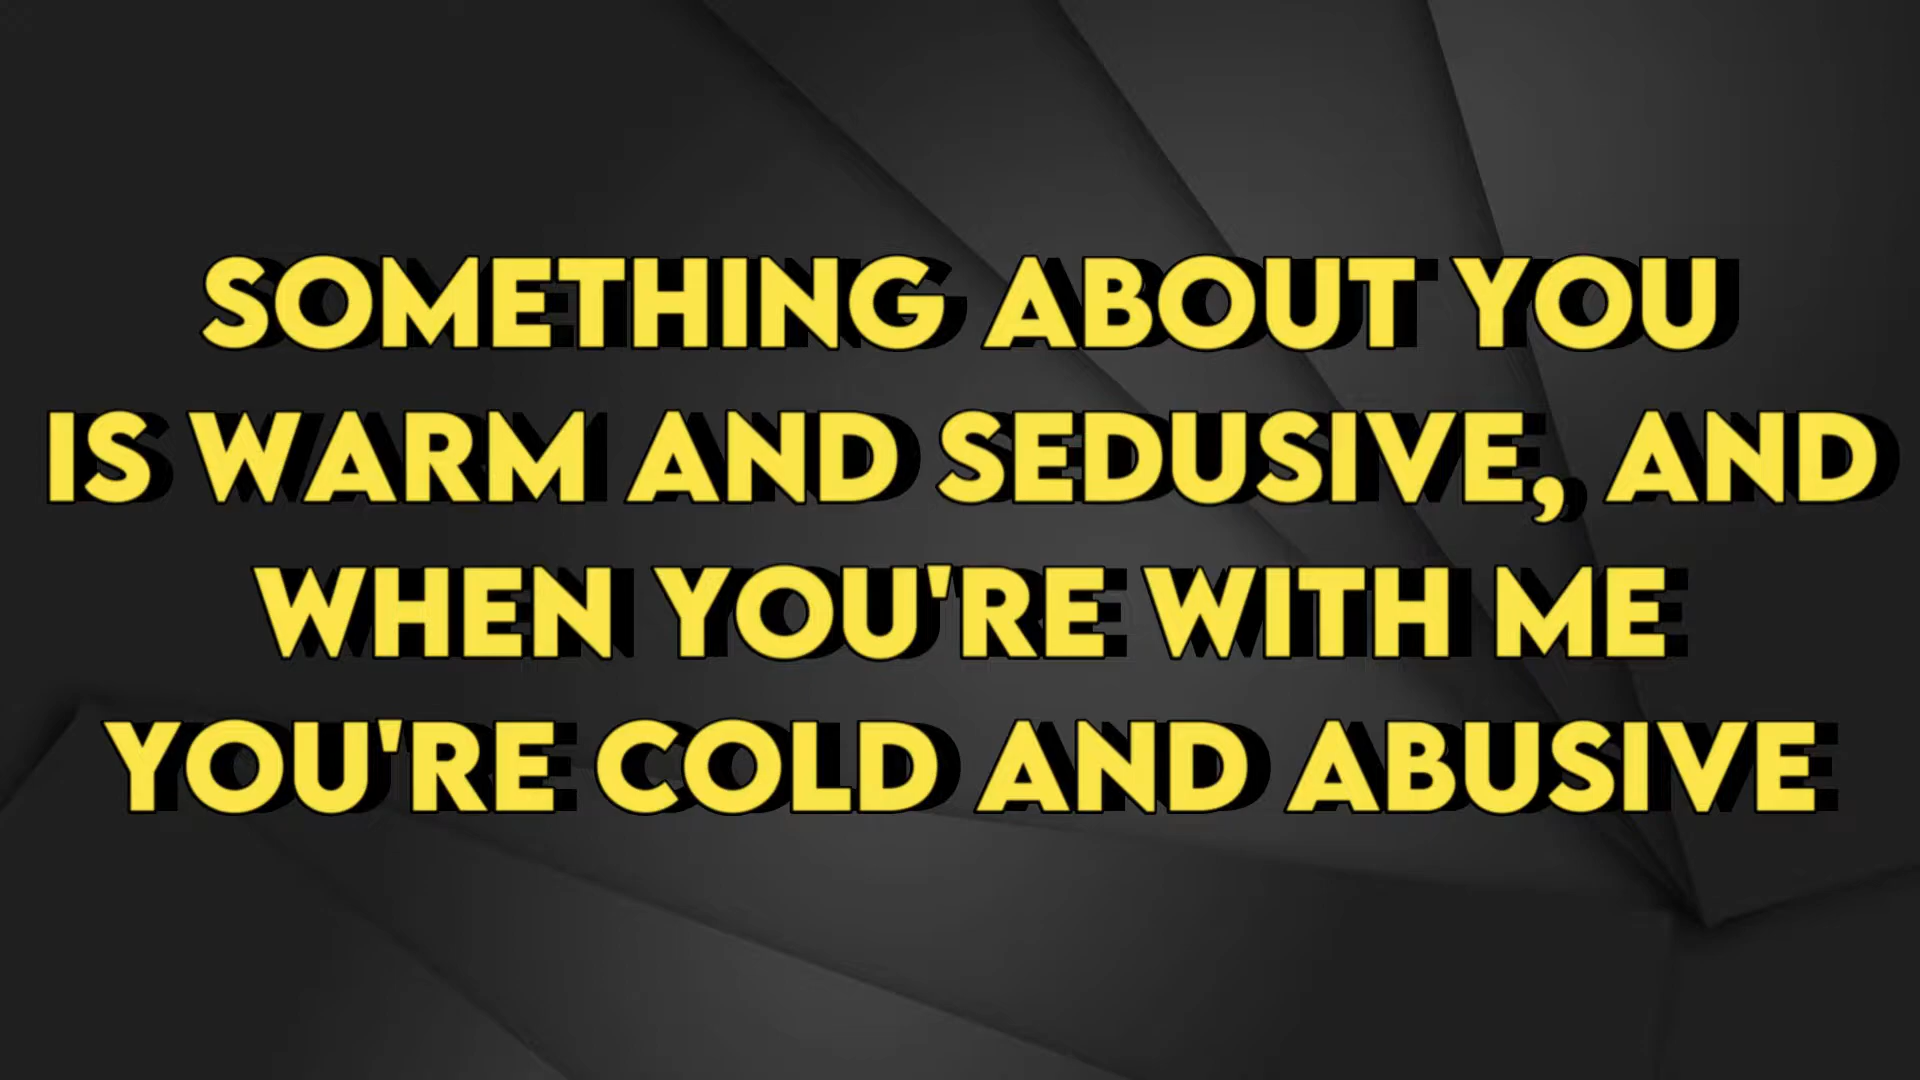 SOMETHING ABOUT YOU
IS WARM AND SEDUSIVE, AND
WHEN YOU'RE WITH ME
YOU'RE COLD AND ABUSIVE